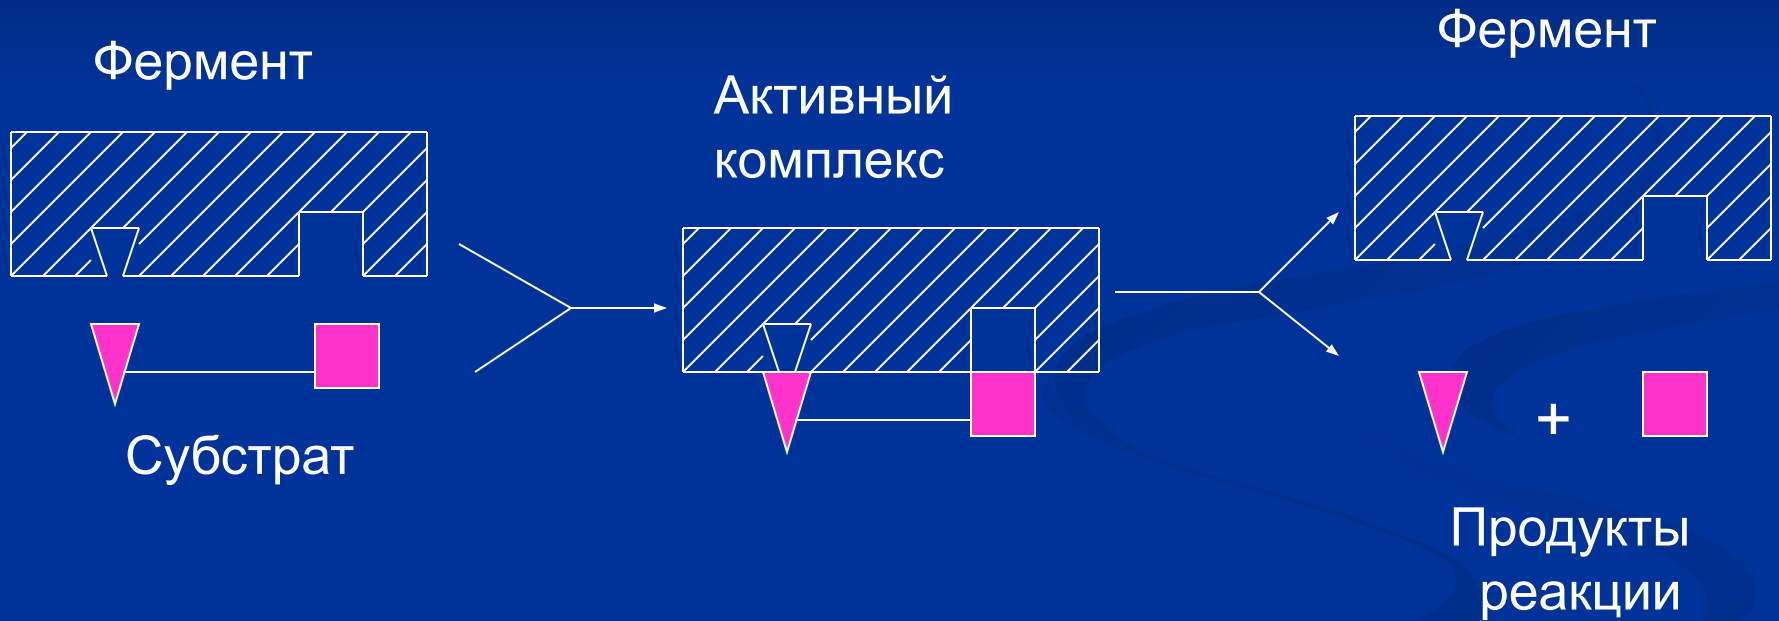 Фермент
Субстрат
Активный
комплекс
Фермент
+
Продукты
реакции